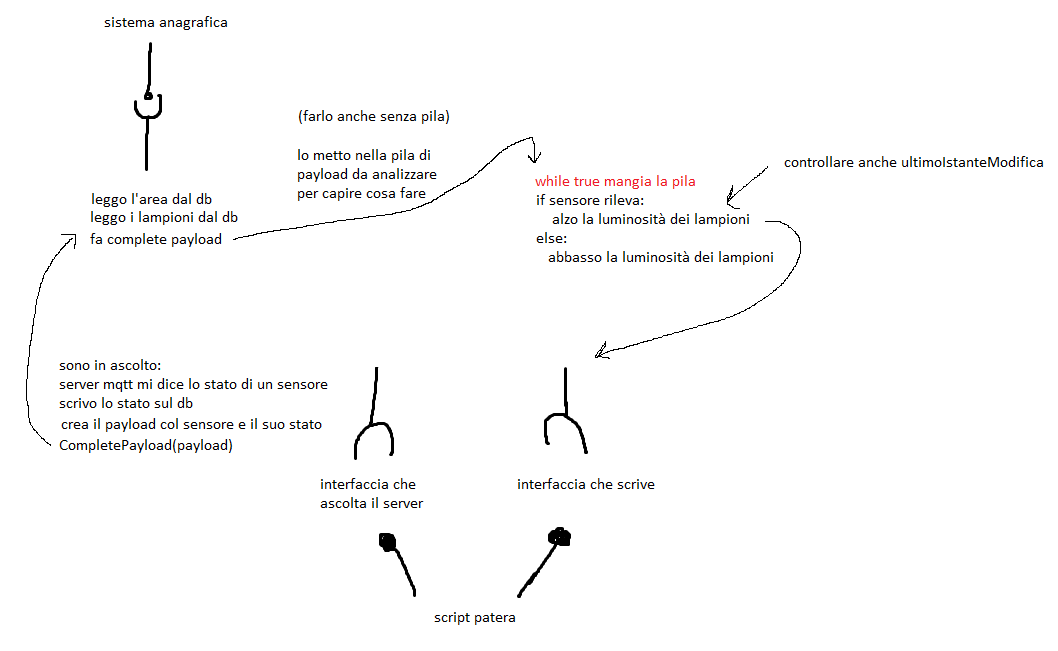 sistema anagrafica
(farlo anche senza pila)
lo metto nella pila di
payload da analizzare
per capire cosa fare
controllare anche ultimoIstanteModifica
while true mangia la pila
if sensore rileva:
alzo la luminosità dei lampioni
else:
abbasso la luminosità dei lampioni
leggo l'area dal db
leggo i lampioni dal db
fa complete payload
sono in ascolto:
server mqtt mi dice lo stato di un sensore
scrivo lo stato sul db
crea il payload col sensore e il suo stato
CompletePayload(payload)
interfaccia che
ascolta il server
interfaccia che scrive
script patera